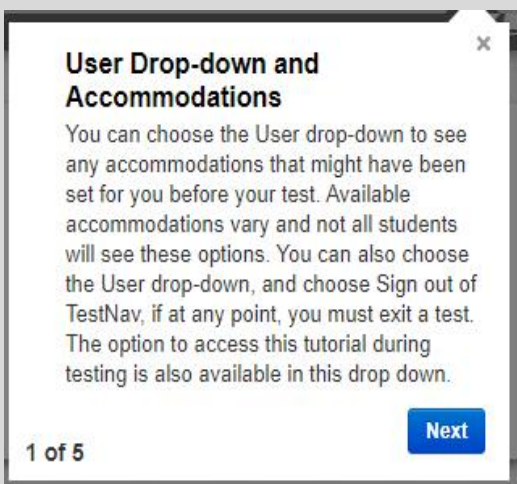 ×
User Drop-down and
Accommodations
You can choose the User drop-down to see
any accommodations that might have been
set for you before your test. Available
accommodations vary and not all students
will see these options. You can also choose
the User drop-down, and choose Sign out of
TestNav, if at any point, you must exit a test.
The option to access this tutorial during
testing is also available in this drop down.
Next
1 of 5